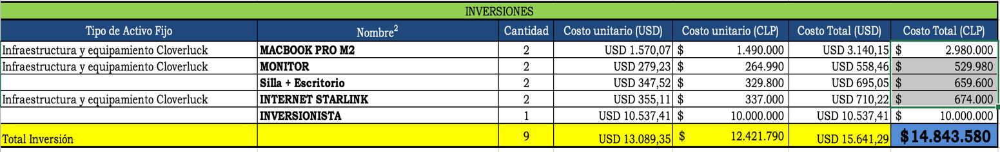 INVERSIONES
Tipo de Activo Fijo Nombre² Cantidad Costo unitario (USD) Costo unitario (CLP) Costo Total (USD) Costo Total (CLP)
Infraestructura y equipamiento Cloverluck MACBOOK PRO M2 2 USD 1.570,07 $ 1.490.000 USD 3.140,15 $ 2.980.000
Infraestructura y equipamiento Cloverluck MONITOR 2 USD 279,23 $ 264.990 USD 558,46 $ 529.980
Silla + Escritorio 2 USD 347,52 $ 329.800 USD 695,05 $ 659.600
Infraestructura y equipamiento Cloverluck INTERNET STARLINK 2 USD 355,11 $ 337.000 USD 710,22 $ 674.000
INVERSIONISTA 1 USD 10.537,41 $ 10.000.000 USD 10.537,41 $ 10.000.000
Total Inversión 9 USD 13.089,35 $ 12.421.790 USD 15.641,29 $14.843.580